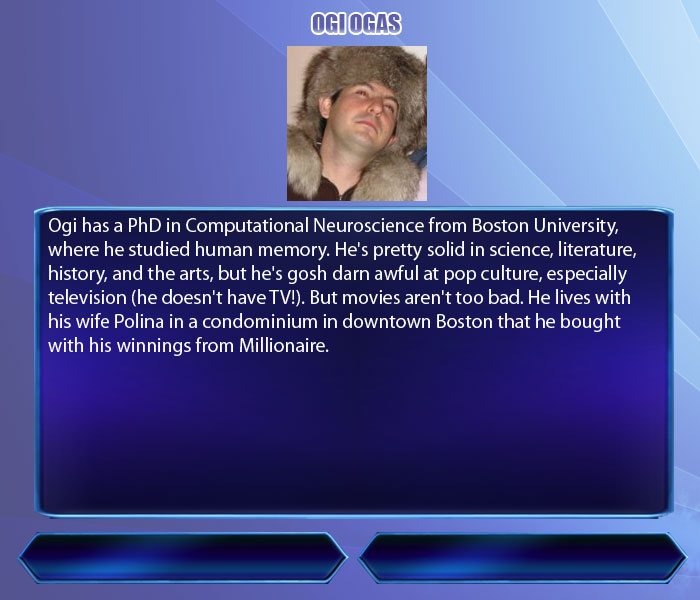 OGI OGAS
Ogi has a PhD in Computational Neuroscience from Boston University,
where he studied human memory. He's pretty solid in science, literature,
history, and the arts, but he's gosh darn awful at pop culture, especially
television (he doesn't have TV!). But movies aren't too bad. He lives with
his wife Polina in a condominium in downtown Boston that he bought
with his winnings from Millionaire.